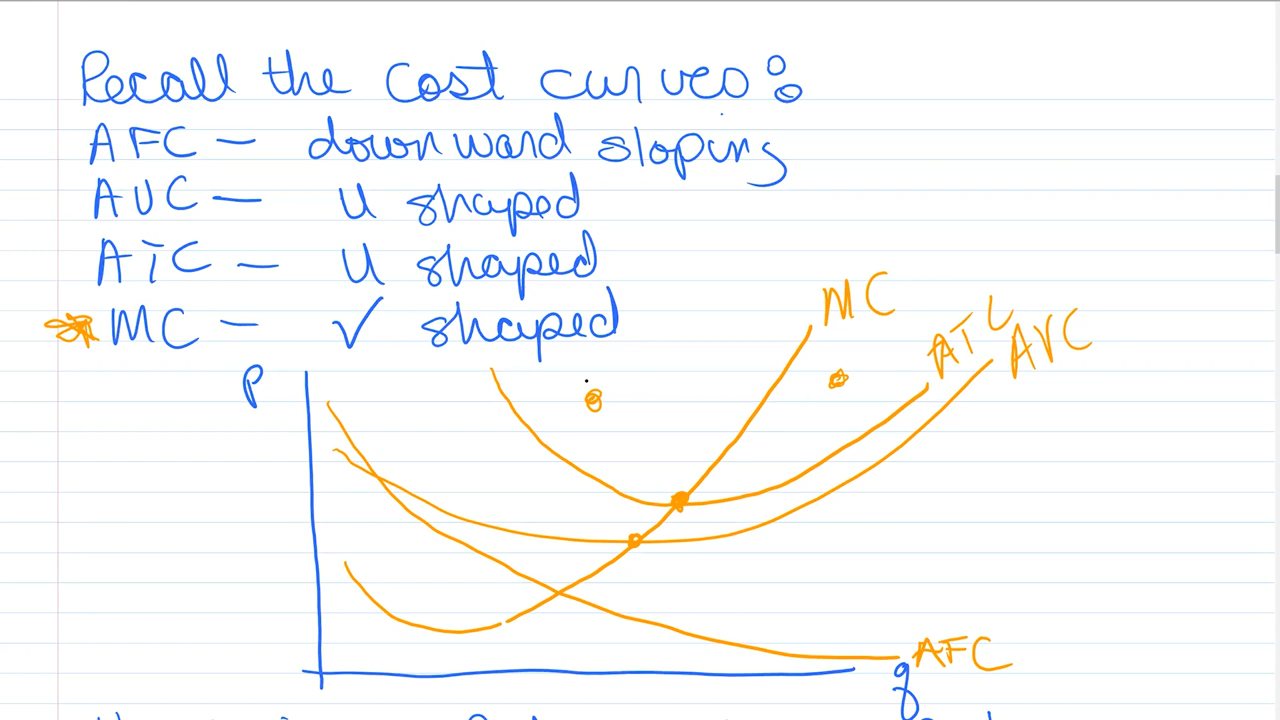 Recall the cost curves:
AFC — downward sloping
AVC — U shaped
ATC — U shaped
MC — √ shaped
MC
ATC
AVC
P
AFC
q